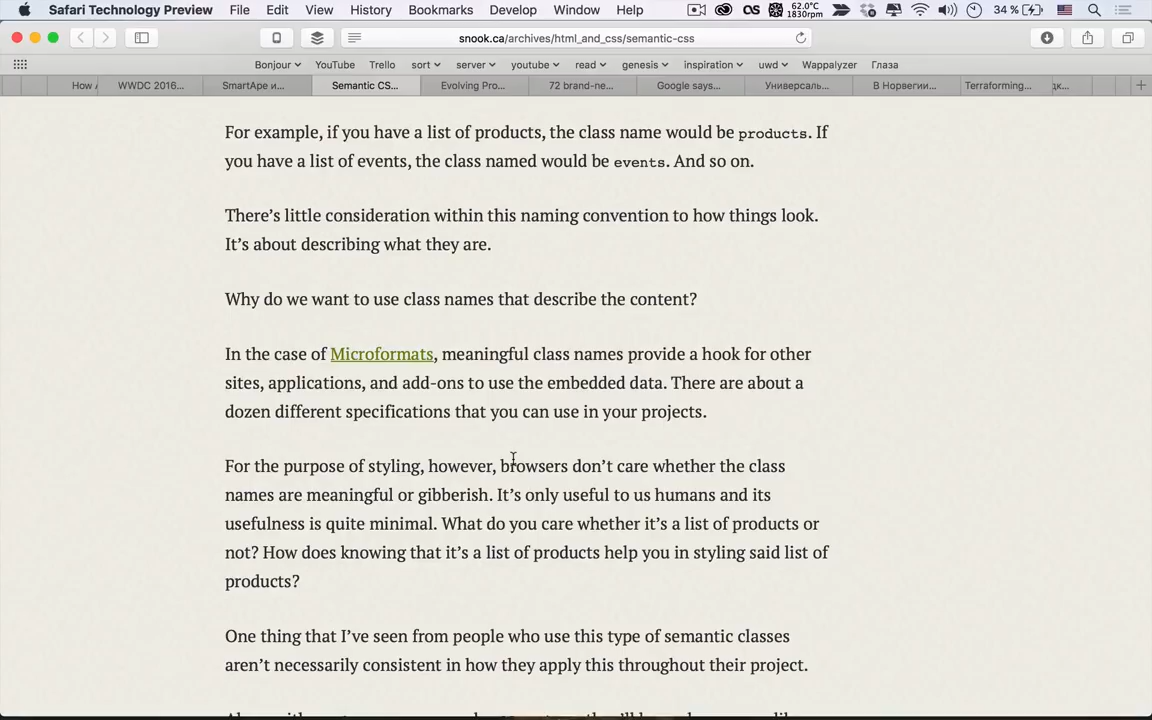 Safari Technology Preview File Edit View History Bookmarks Develop Window Help 62.0°C 1830rpm 34 %
snook.ca/archives/html_and_css/semantic-css
Bonjour YouTube Trello sort server youtube read genesis inspiration uwd Wappalyzer Глаза
How WWDC 2016... SmartApe и... Semantic CS... Evolving Pro... 72 brand-ne... Google says... Универсаль... В Норвегии... Terraforming...
For example, if you have a list of products, the class name would be products. If
you have a list of events, the class named would be events. And so on.
There’s little consideration within this naming convention to how things look.
It’s about describing what they are.
Why do we want to use class names that describe the content?
In the case of Microformats, meaningful class names provide a hook for other
sites, applications, and add-ons to use the embedded data. There are about a
dozen different specifications that you can use in your projects.
For the purpose of styling, however, browsers don’t care whether the class
names are meaningful or gibberish. It’s only useful to us humans and its
usefulness is quite minimal. What do you care whether it’s a list of products or
not? How does knowing that it’s a list of products help you in styling said list of
products?
One thing that I’ve seen from people who use this type of semantic classes
aren’t necessarily consistent in how they apply this throughout their project.